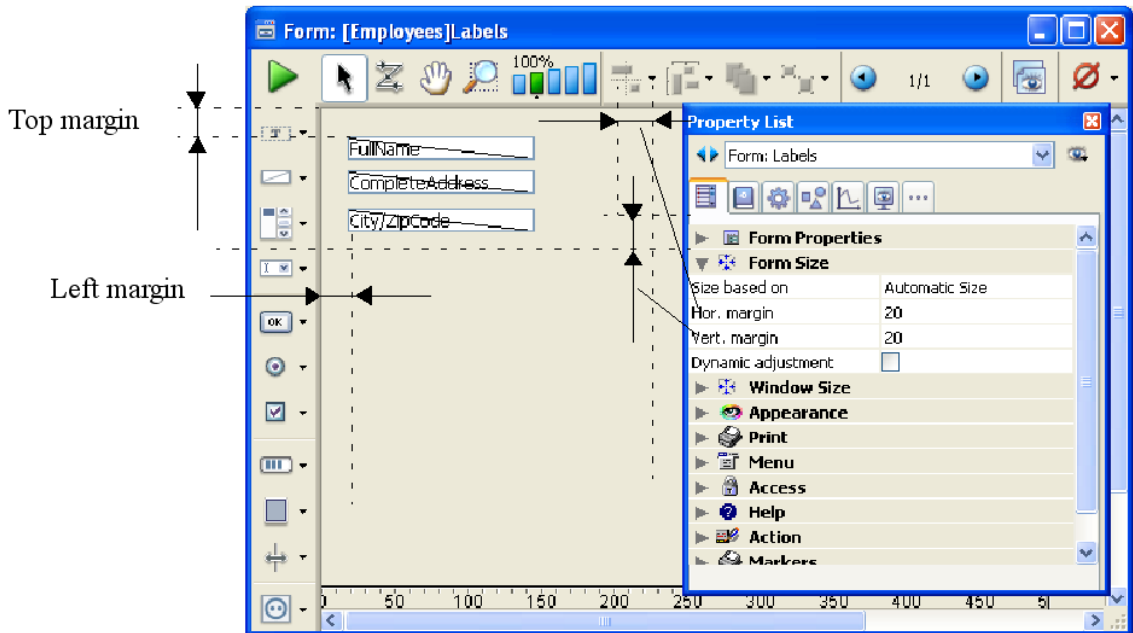 Form: [Employees]Labels
100%
1/1
Top margin
Property List
FullName
Form: Labels
CompleteAddress
City/ZipCode
Form Properties
Form Size
Left margin
Size based on Automatic Size
Hor. margin 20
OK
Vert. margin 20
Dynamic adjustment
Window Size
Appearance
Print
Menu
Access
Help
Action
Markers
0 50 100 150 200 250 300 350 400 450 5